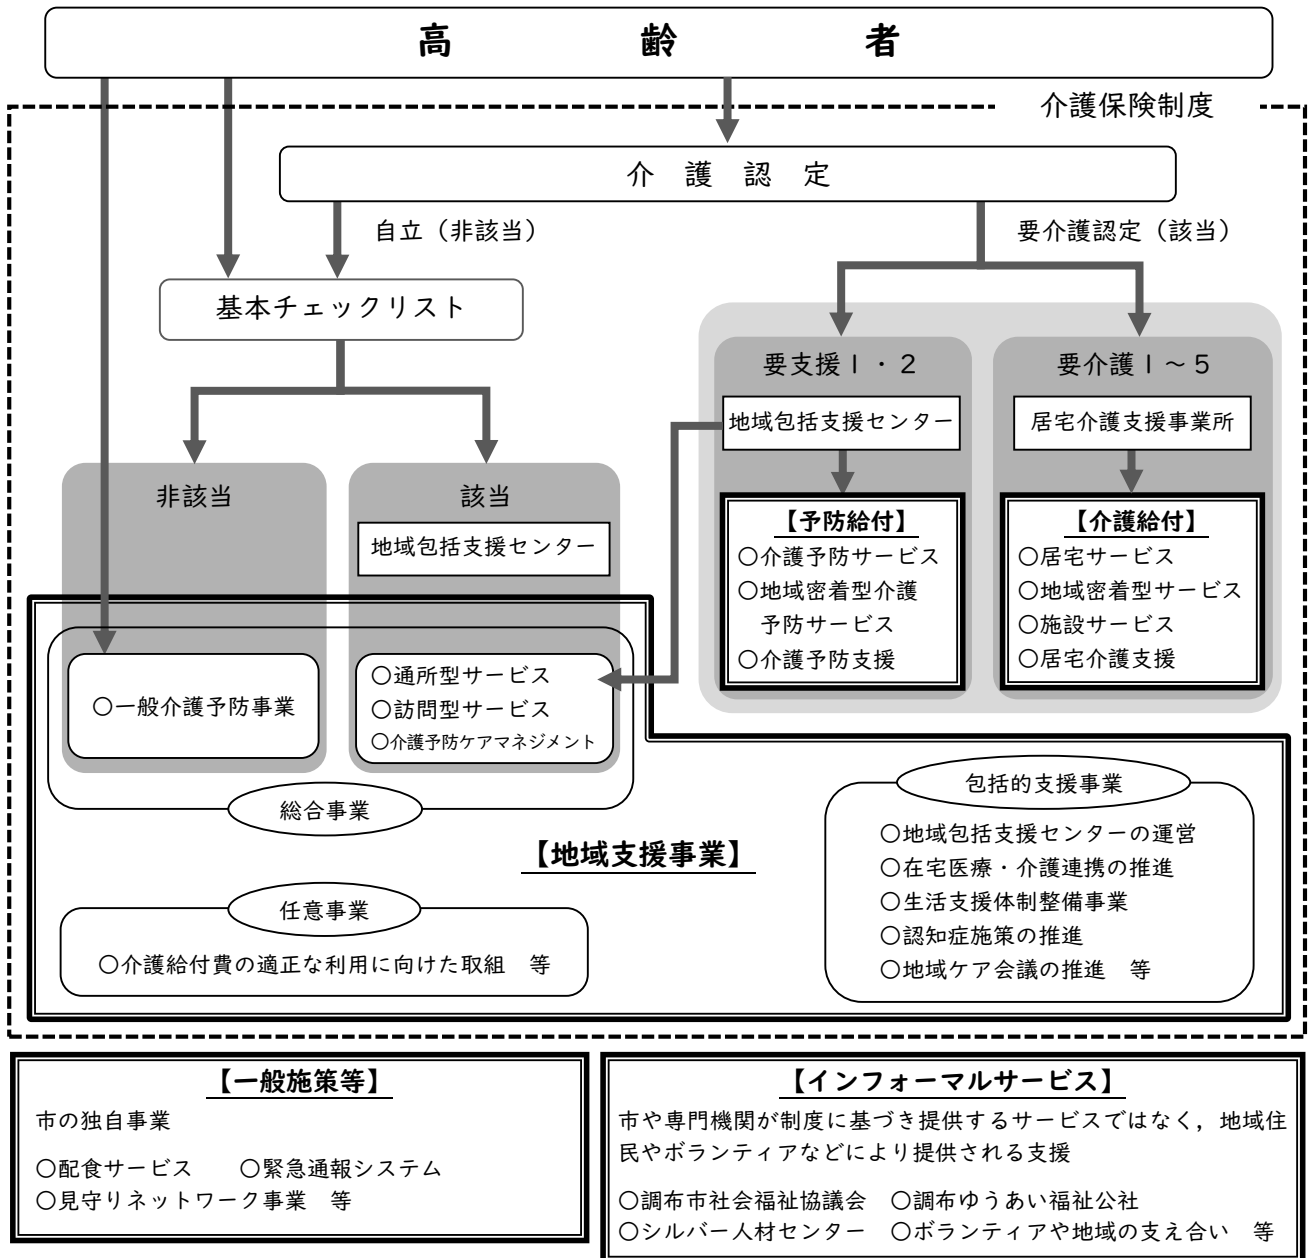 高齢者
介護保険制度
介護認定
自立（非該当）
要介護認定（該当）
基本チェックリスト
要支援１・２
要介護１～５
地域包括支援センター
居宅介護支援事業所
非該当
該当
地域包括支援センター
【予防給付】
○介護予防サービス
○地域密着型介護
予防サービス
○介護予防支援
【介護給付】
○居宅サービス
○地域密着型サービス
○施設サービス
○居宅介護支援
○一般介護予防事業
○通所型サービス
○訪問型サービス
○介護予防ケアマネジメント
総合事業
【地域支援事業】
任意事業
○介護給付費の適正な利用に向けた取組　等
包括的支援事業
○地域包括支援センターの運営
○在宅医療・介護連携の推進
○生活支援体制整備事業
○認知症施策の推進
○地域ケア会議の推進　等
【一般施策等】
市の独自事業
○配食サービス　　○緊急通報システム
○見守りネットワーク事業　等
【インフォーマルサービス】
市や専門機関が制度に基づき提供するサービスではなく，地域住
民やボランティアなどにより提供される支援
○調布市社会福祉協議会　○調布ゆうあい福祉公社
○シルバー人材センター　○ボランティアや地域の支え合い　等